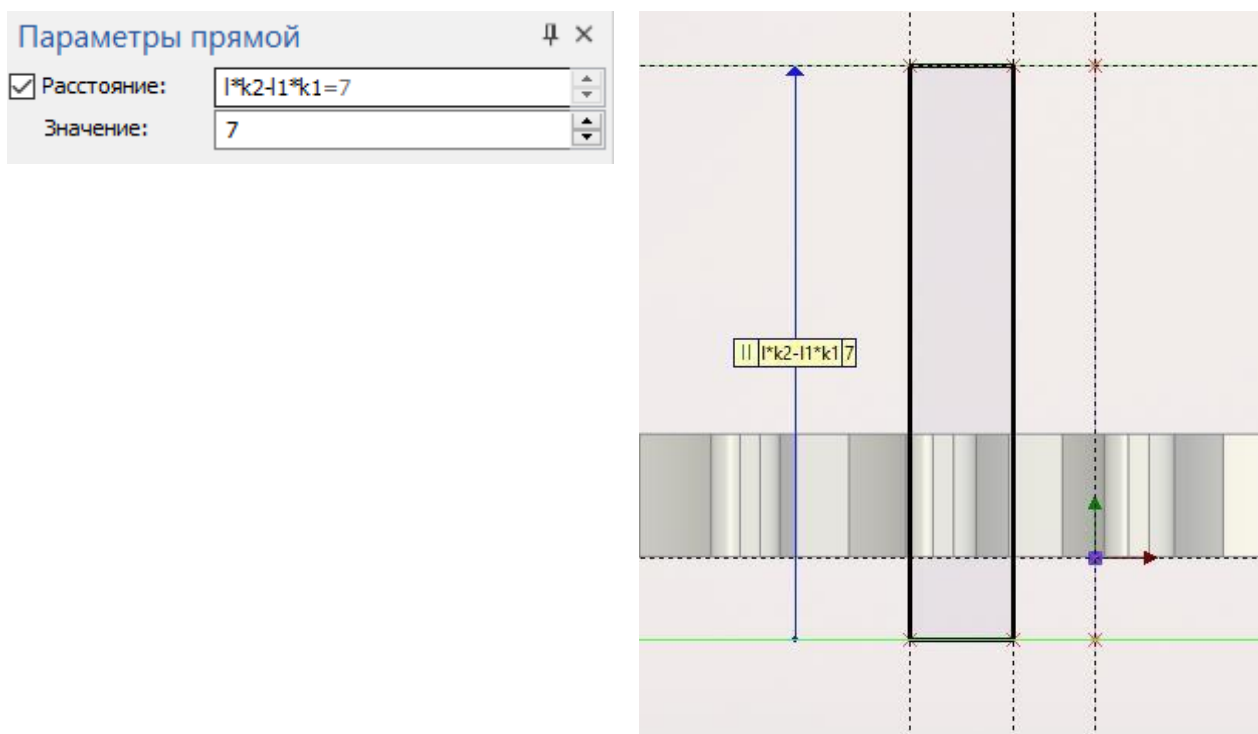 Параметры прямой
Расстояние: l*k2-l1*k1=7
Значение: 7
|| l*k2-l1*k1 7